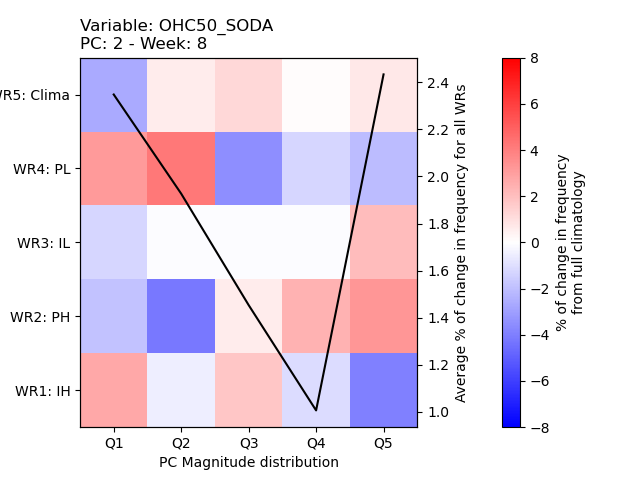 Variable: OHC50_SODA
PC: 2 - Week: 8
WR5: Clima
WR4: PL
WR3: IL
WR2: PH
WR1: IH
Q1 Q2 Q3 Q4 Q5
PC Magnitude distribution
2.4
2.2
2.0
1.8
1.6
1.4
1.2
1.0
Average % of change in frequency for all WRs
8
6
4
2
0
−2
−4
−6
−8
% of change in frequency
from full climatology